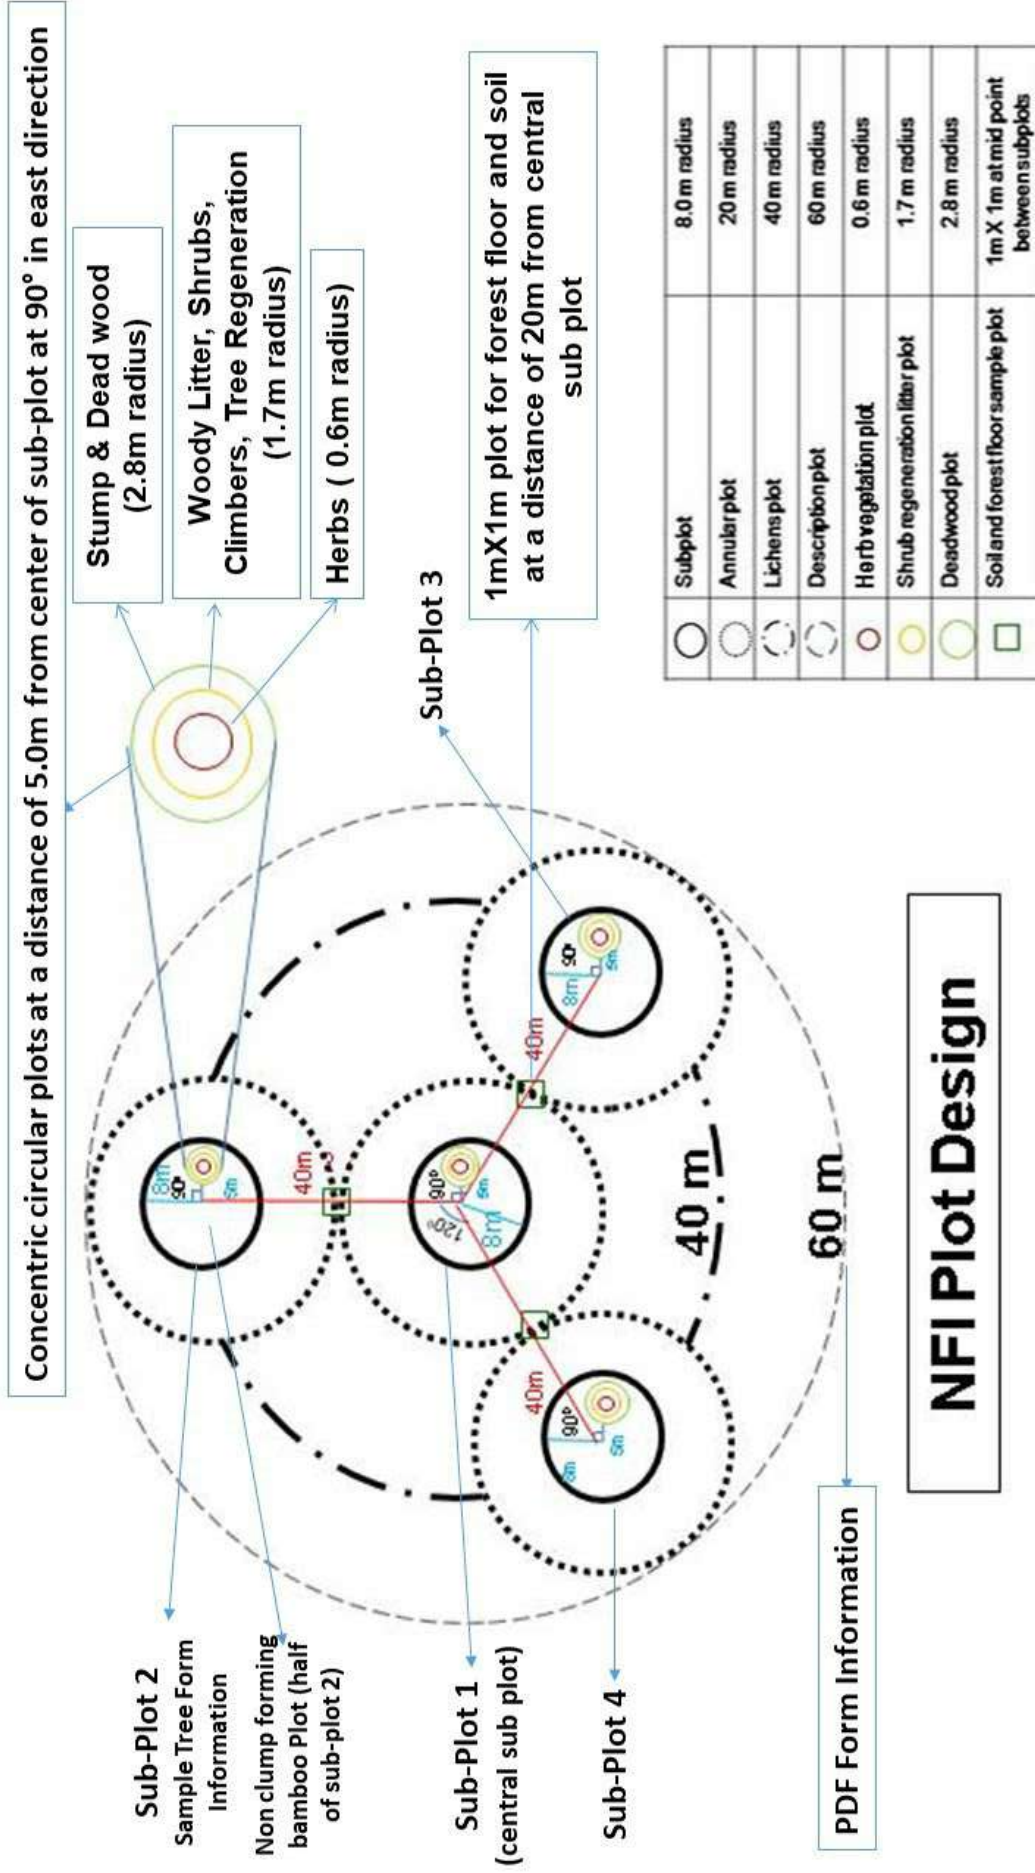 Concentric circular plots at a distance of 5.0m from center of sub-plot at 90° in east direction
Stump & Dead wood
(2.8m radius)
Woody Litter, Shrubs,
Climbers, Tree Regeneration
(1.7m radius)
Herbs ( 0.6m radius)
Sub-Plot 2
Sample Tree Form
Information
Non clump forming
bamboo Plot (half
of sub-plot 2)
8m
90°
5m
40m
Sub-Plot 3
1mX1m plot for forest floor and soil
at a distance of 20m from central
sub plot
Sub-Plot 1
(central sub plot)
90°
120°
5m
8m
40m
90°
8m
5m
Sub-Plot 4
40m
90°
8m
5m
40 m
60 m
PDF Form Information
NFI Plot Design
Subplot 8.0 m radius
Annular plot 20 m radius
Lichens plot 40 m radius
Description plot 60 m radius
Herb vegetation plot 0.6 m radius
Shrub regeneration litter plot 1.7 m radius
Deadwood plot 2.8 m radius
Soil and forest floor sample plot 1m X 1m at mid point
between subplots